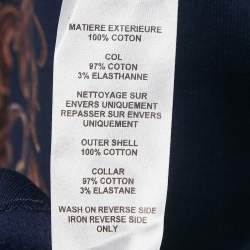 MATIERE EXTERIEURE
100% COTON
COL
97% COTON
3% ELASTHANNE
NETTOYAGE SUR
ENVERS UNIQUEMENT
REPASSER SUR ENVERS
UNIQUEMENT
OUTER SHELL
100% COTTON
COLLAR
97% COTTON
3% ELASTANE
WASH ON REVERSE SIDE
IRON REVERSE SIDE
ONLY